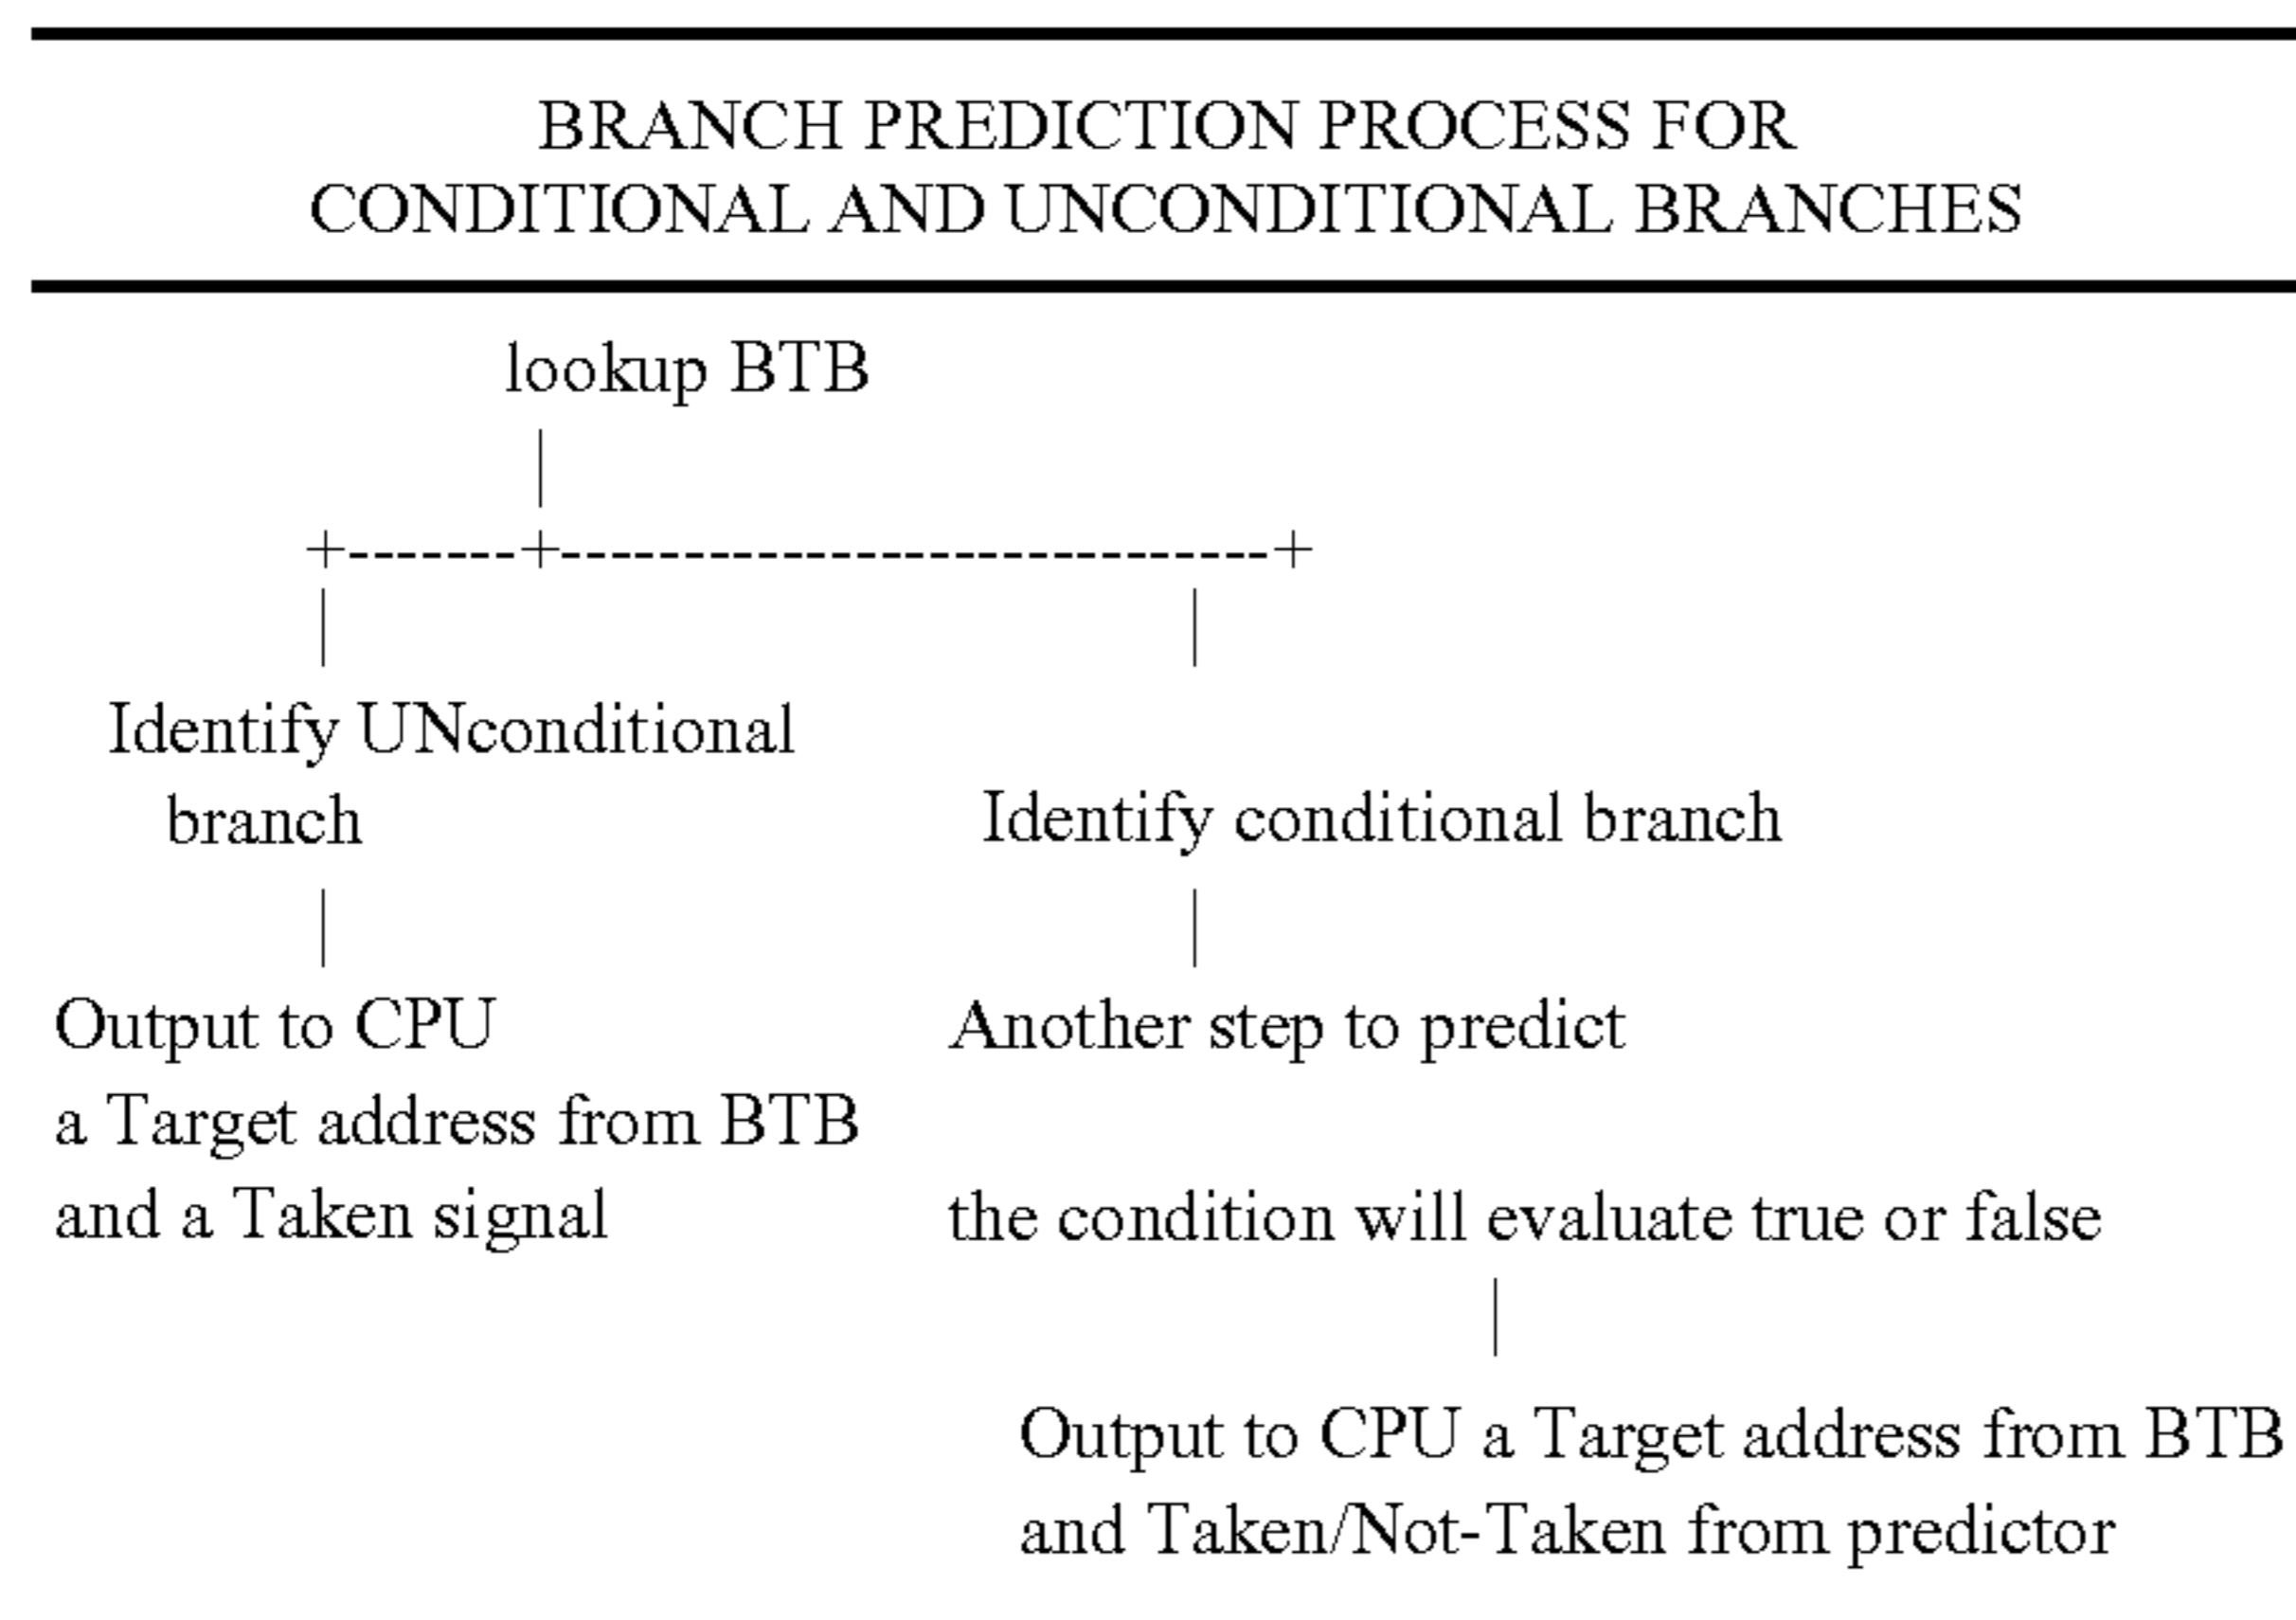 BRANCH PREDICTION PROCESS FOR
CONDITIONAL AND UNCONDITIONAL BRANCHES
lookup BTB
|
+-------+-----------------------------+
| |
Identify UNconditional
branch
Identify conditional branch
| |
Output to CPU
a Target address from BTB
and a Taken signal
Another step to predict
the condition will evaluate true or false
|
Output to CPU a Target address from BTB
and Taken/Not-Taken from predictor